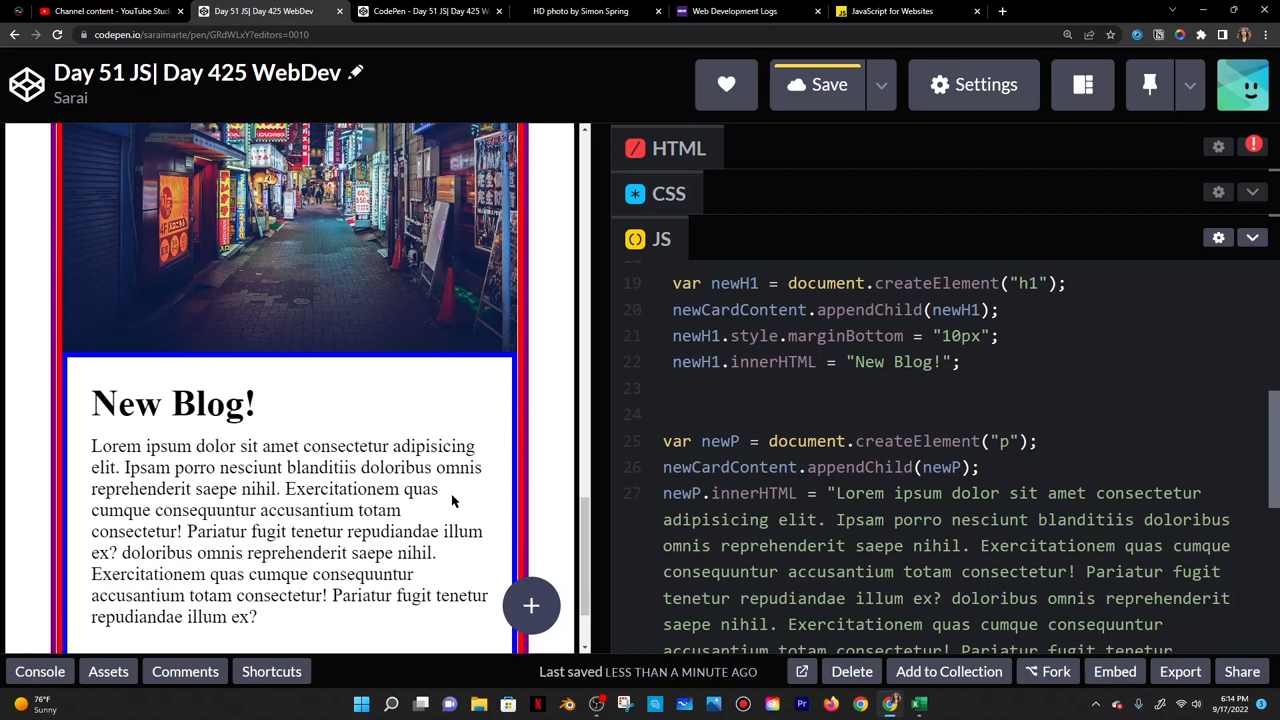 Channel content - YouTube Studi
Day 51 JS| Day 425 WebDev
CodePen - Day 51 JS| Day 425 W
HD photo by Simon Spring
Web Development Logs
JavaScript for Websites
codepen.io/saraimarte/pen/GRdWLxY?editors=0010
Day 51 JS| Day 425 WebDev
Sarai
Save
Settings
HTML
CSS
JS
18
19 var newH1 = document.createElement("h1");
20 newCardContent.appendChild(newH1);
21 newH1.style.marginBottom = "10px";
22 newH1.innerHTML = "New Blog!";
23
24
25 var newP = document.createElement("p");
26 newCardContent.appendChild(newP);
27 newP.innerHTML = "Lorem ipsum dolor sit amet consectetur
adipisicing elit. Ipsam porro nesciunt blanditiis doloribus
omnis reprehenderit saepe nihil. Exercitationem quas cumque
consequuntur accusantium totam consectetur! Pariatur fugit
tenetur repudiandae illum ex? doloribus omnis reprehenderit
saepe nihil. Exercitationem quas cumque consequuntur
accusantium totam consectetur! Pariatur fugit tenetur
New Blog!
Lorem ipsum dolor sit amet consectetur adipisicing
elit. Ipsam porro nesciunt blanditiis doloribus omnis
reprehenderit saepe nihil. Exercitationem quas
cumque consequuntur accusantium totam
consectetur! Pariatur fugit tenetur repudiandae illum
ex? doloribus omnis reprehenderit saepe nihil.
Exercitationem quas cumque consequuntur
accusantium totam consectetur! Pariatur fugit tenetur
repudiandae illum ex?
+
Console
Assets
Comments
Shortcuts
Last saved LESS THAN A MINUTE AGO
Delete
Add to Collection
Fork
Embed
Export
Share
76°F
Sunny
6:14 PM
9/17/2022